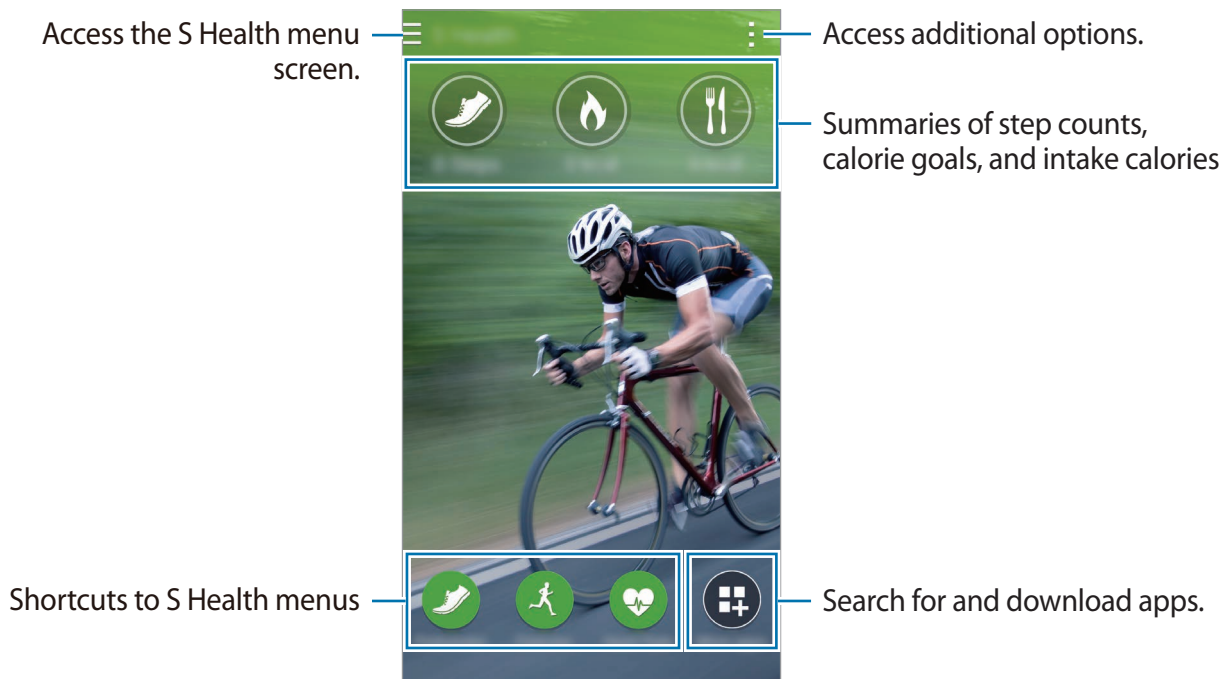 Access the S Health menu
screen.
Access additional options.
Summaries of step counts,
calorie goals, and intake calories
Shortcuts to S Health menus
Search for and download apps.